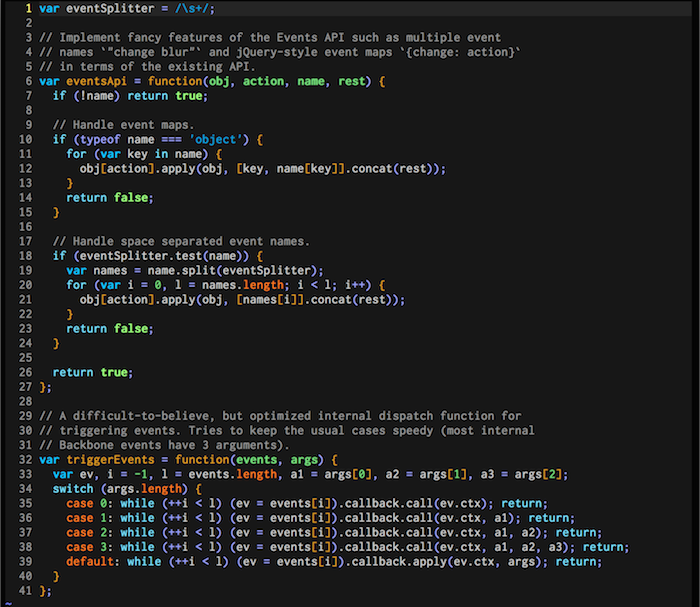 1 var eventSplitter = /\s+/;
2
3 // Implement fancy features of the Events API such as multiple event
4 // names `"change blur"` and jQuery-style event maps `{change: action}`
5 // in terms of the existing API.
6 var eventsApi = function(obj, action, name, rest) {
7   if (!name) return true;
8
9   // Handle event maps.
10   if (typeof name === 'object') {
11     for (var key in name) {
12       obj[action].apply(obj, [key, name[key]].concat(rest));
13     }
14     return false;
15   }
16
17   // Handle space separated event names.
18   if (eventSplitter.test(name)) {
19     var names = name.split(eventSplitter);
20     for (var i = 0, l = names.length; i < l; i++) {
21       obj[action].apply(obj, [names[i]].concat(rest));
22     }
23     return false;
24   }
25
26   return true;
27 };
28
29 // A difficult-to-believe, but optimized internal dispatch function for
30 // triggering events. Tries to keep the usual cases speedy (most internal
31 // Backbone events have 3 arguments).
32 var triggerEvents = function(events, args) {
33   var ev, i = -1, l = events.length, a1 = args[0], a2 = args[1], a3 = args[2];
34   switch (args.length) {
35     case 0: while (++i < l) (ev = events[i]).callback.call(ev.ctx); return;
36     case 1: while (++i < l) (ev = events[i]).callback.call(ev.ctx, a1); return;
37     case 2: while (++i < l) (ev = events[i]).callback.call(ev.ctx, a1, a2); return;
38     case 3: while (++i < l) (ev = events[i]).callback.call(ev.ctx, a1, a2, a3); return;
39     default: while (++i < l) (ev = events[i]).callback.apply(ev.ctx, args); return;
40   }
41 };
~